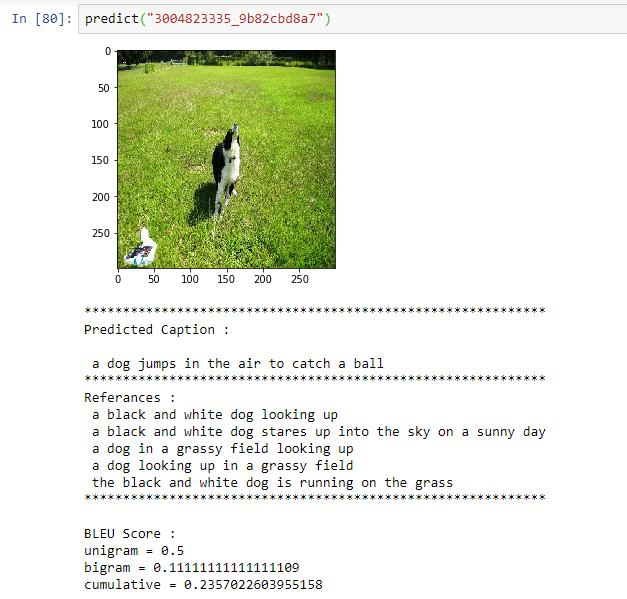 In [80]: predict("3004823335_9b82cbd8a7")
0
50
100
150
200
250
0 50 100 150 200 250
*************************************************************
Predicted Caption :
a dog jumps in the air to catch a ball
*************************************************************
Referances :
a black and white dog looking up
a black and white dog stares up into the sky on a sunny day
a dog in a grassy field looking up
a dog looking up in a grassy field
the black and white dog is running on the grass
*************************************************************
BLEU Score :
unigram = 0.5
bigram = 0.11111111111111109
cumulative = 0.2357022603955158